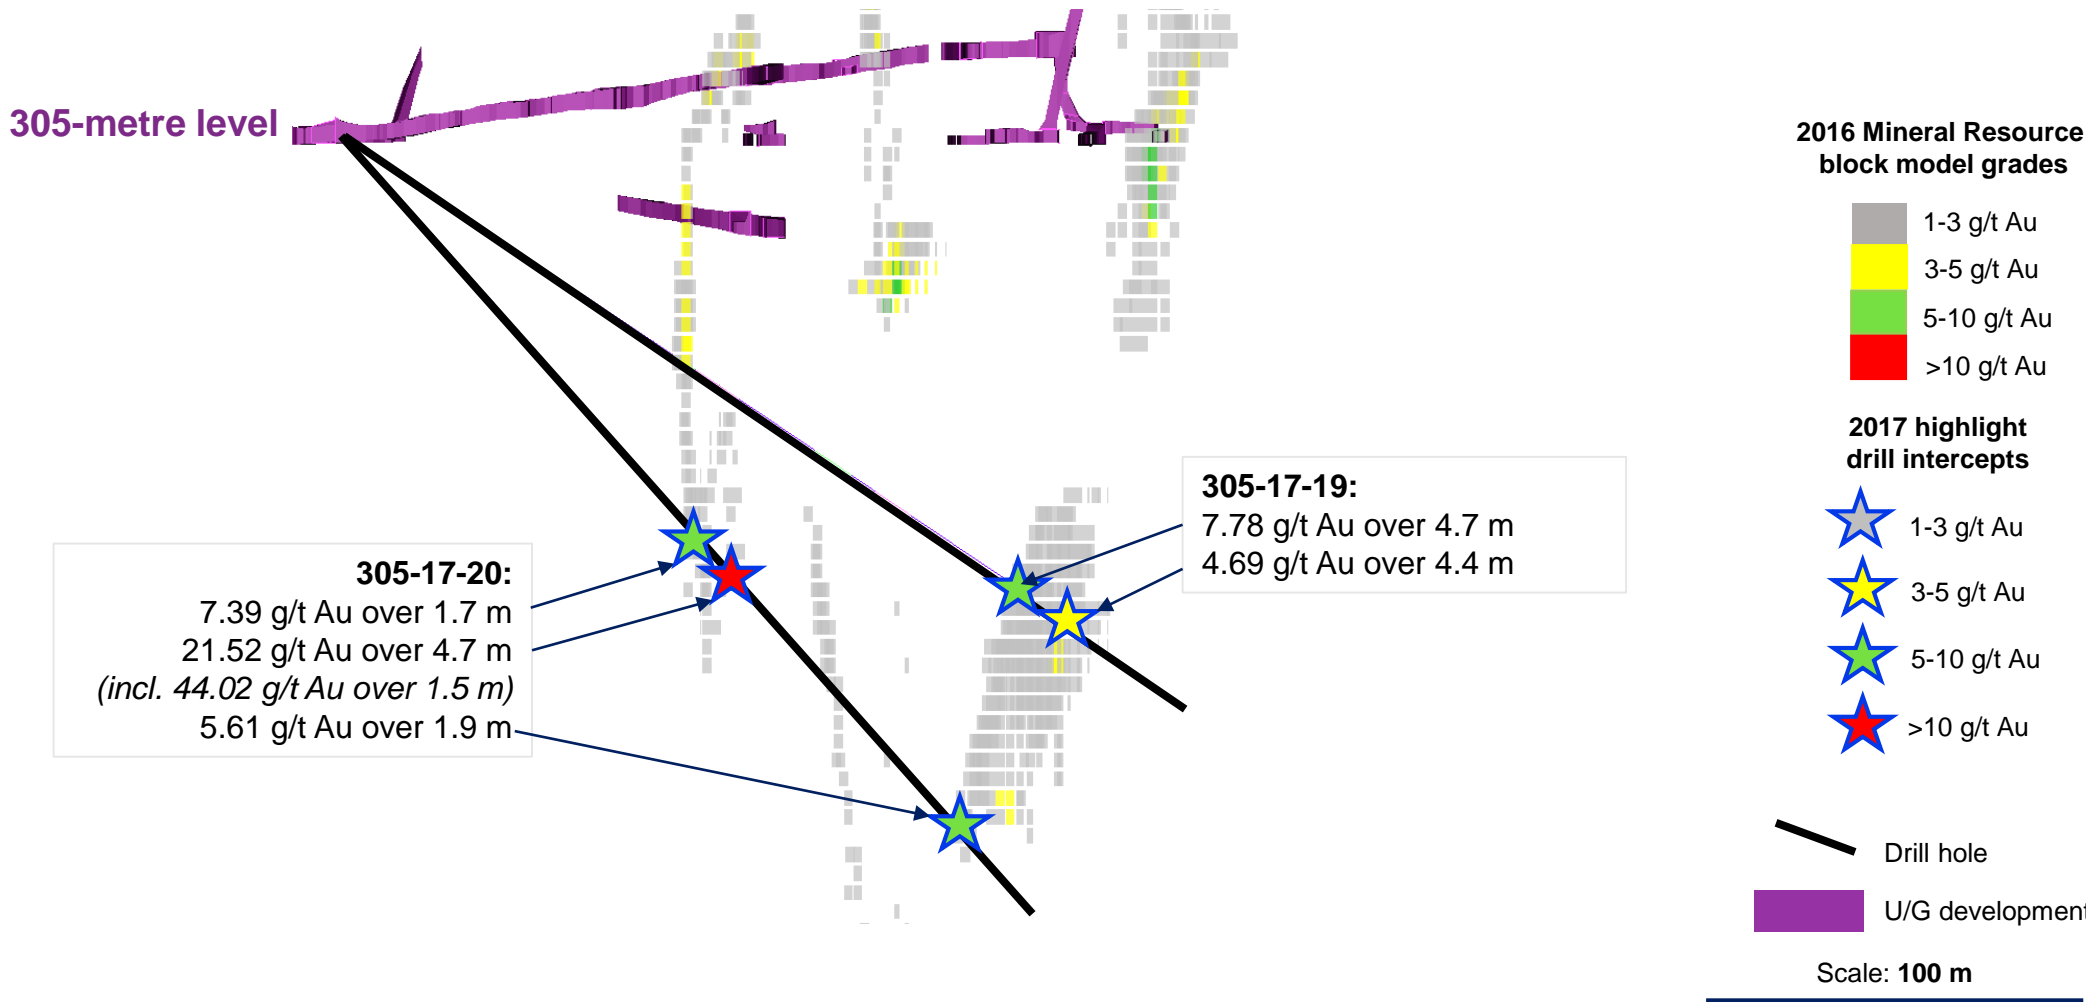 305-metre level
305-17-20:
7.39 g/t Au over 1.7 m
21.52 g/t Au over 4.7 m
(incl. 44.02 g/t Au over 1.5 m)
5.61 g/t Au over 1.9 m
305-17-19:
7.78 g/t Au over 4.7 m
4.69 g/t Au over 4.4 m
2016 Mineral Resource
block model grades
1-3 g/t Au
3-5 g/t Au
5-10 g/t Au
>10 g/t Au
2017 highlight
drill intercepts
1-3 g/t Au
3-5 g/t Au
5-10 g/t Au
>10 g/t Au
Drill hole
U/G development
Scale: 100 m